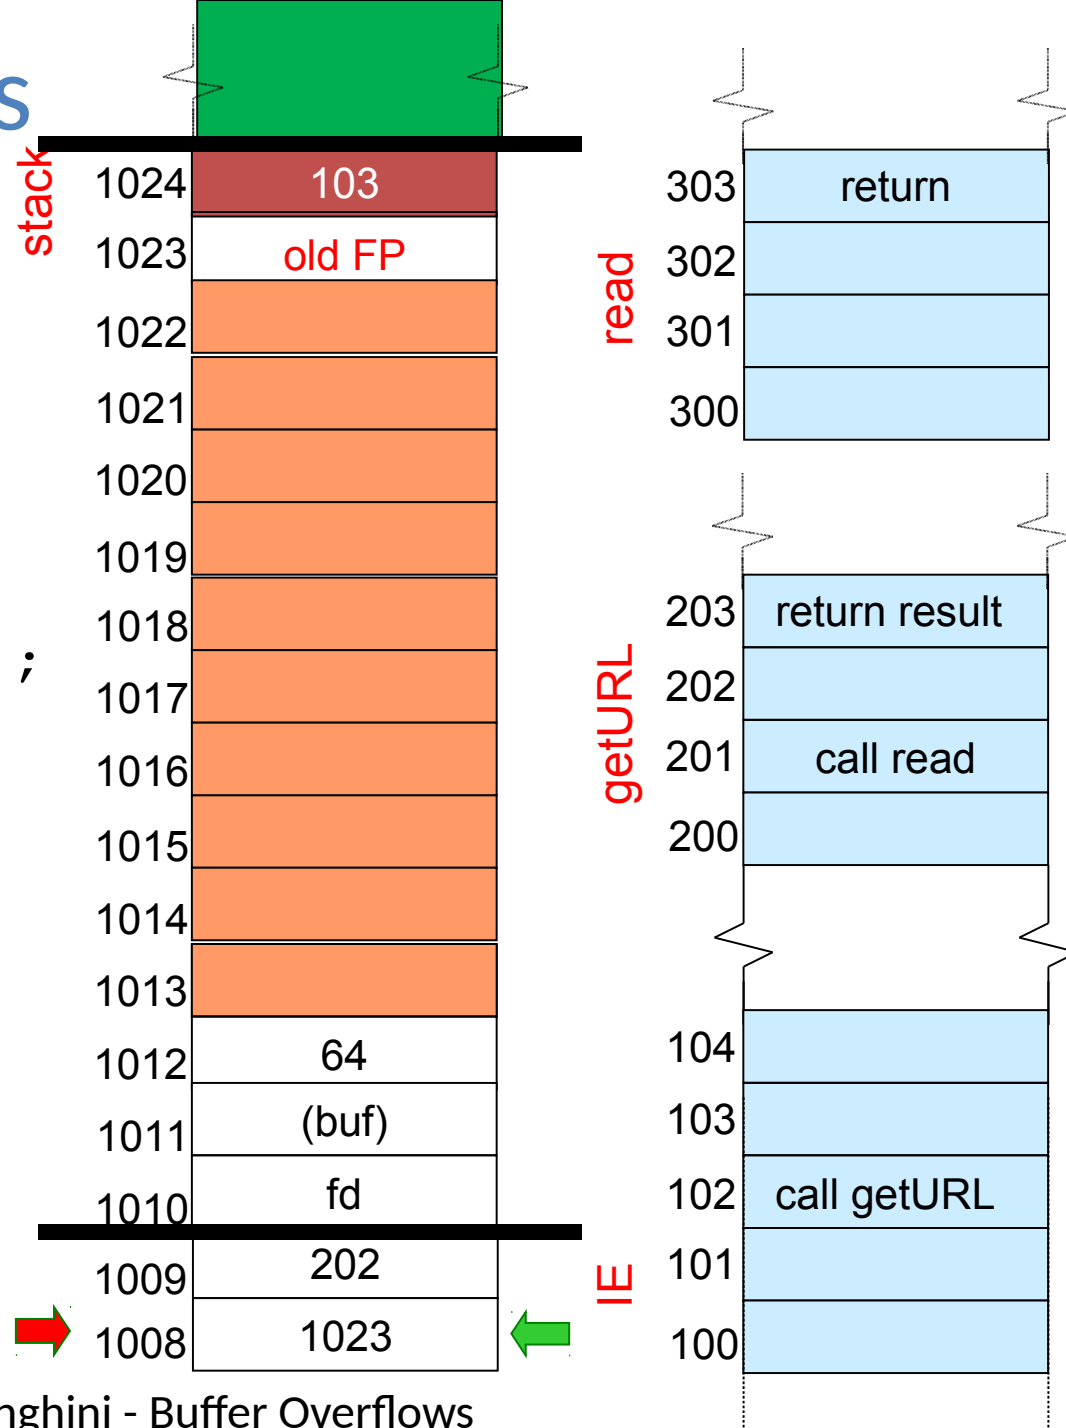 s
stack
1024 103
1023 old FP
1022
1021
1020
1019
1018
;
1017
1016
1015
1014
1013
1012 64
1011 (buf)
1010 fd
1009 202
1008 1023
read
303 return
302
301
300
getURL
203 return result
202
201 call read
200
IE
104
103
102 call getURL
101
100
nghini - Buffer Overflows